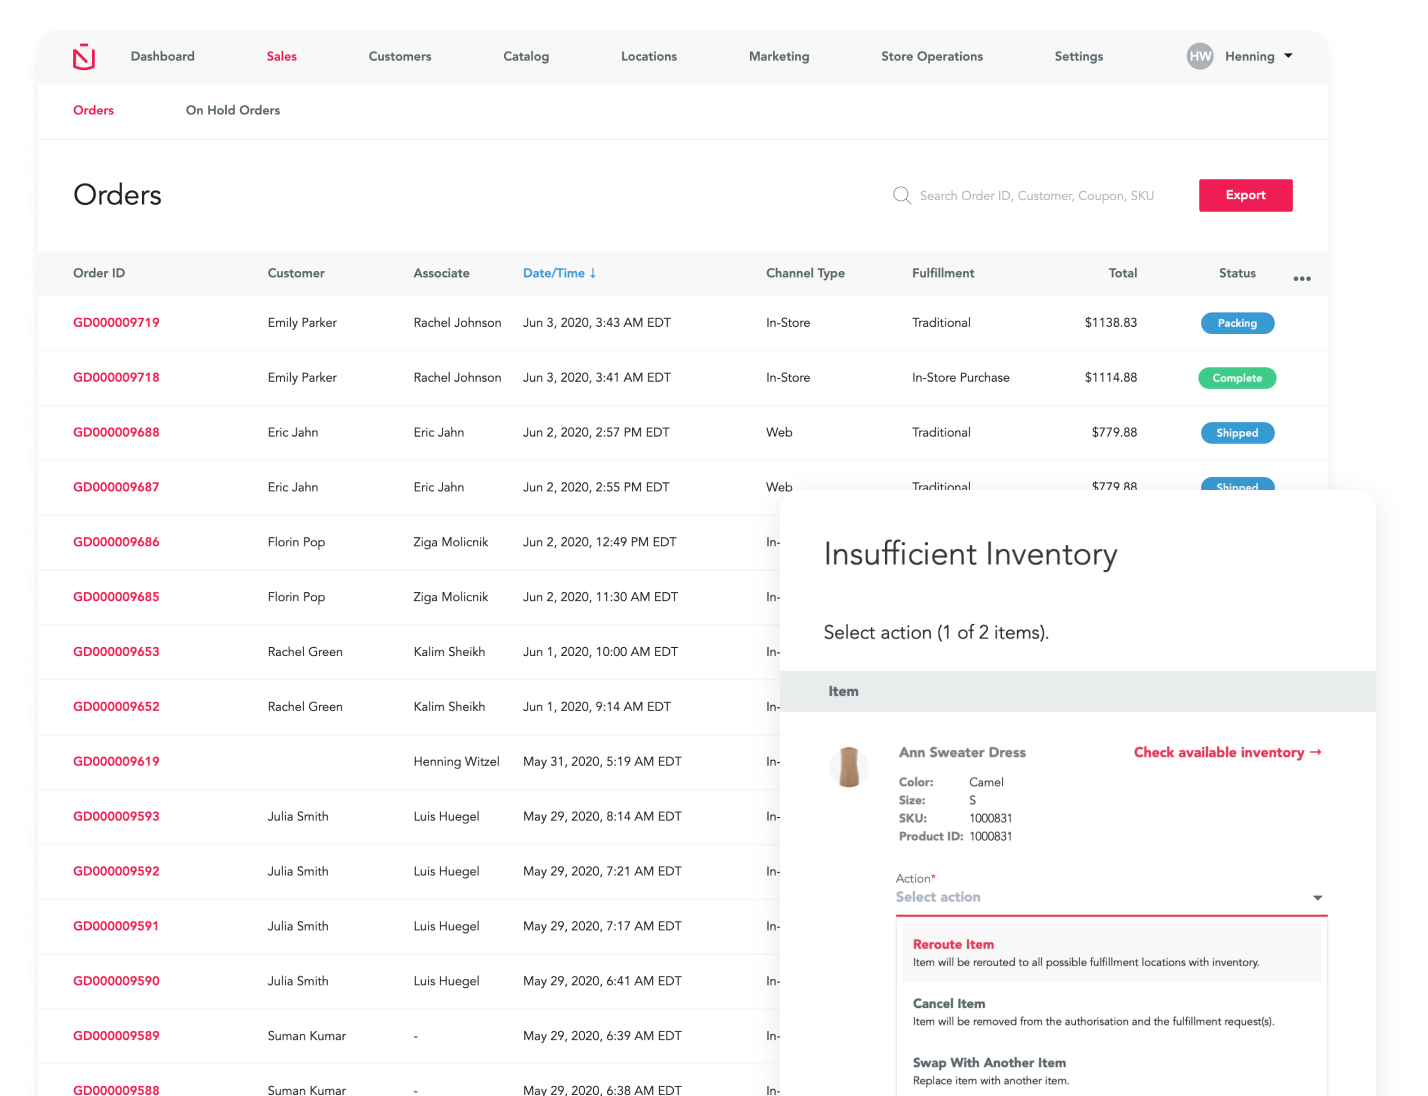 Dashboard Sales Customers Catalog Locations Marketing Store Operations Settings HW Henning
Orders On Hold Orders
Orders Search Order ID, Customer, Coupon, SKU Export
Order ID Customer Associate Date/Time ↓ Channel Type Fulfillment Total Status •••
GD000009719 Emily Parker Rachel Johnson Jun 3, 2020, 3:43 AM EDT In-Store Traditional $1138.83 Packing
GD000009718 Emily Parker Rachel Johnson Jun 3, 2020, 3:41 AM EDT In-Store In-Store Purchase $1114.88 Complete
GD000009688 Eric Jahn Eric Jahn Jun 2, 2020, 2:57 PM EDT Web Traditional $779.88 Shipped
GD000009687 Eric Jahn Eric Jahn Jun 2, 2020, 2:55 PM EDT Web Traditional $779.88 Shipped
GD000009686 Florin Pop Ziga Molicnik Jun 2, 2020, 12:49 PM EDT In-
GD000009685 Florin Pop Ziga Molicnik Jun 2, 2020, 11:30 AM EDT In-
GD000009653 Rachel Green Kalim Sheikh Jun 1, 2020, 10:00 AM EDT In-
GD000009652 Rachel Green Kalim Sheikh Jun 1, 2020, 9:14 AM EDT In-
GD000009619 Henning Witzel May 31, 2020, 5:19 AM EDT In-
GD000009593 Julia Smith Luis Huegel May 29, 2020, 8:14 AM EDT In-
GD000009592 Julia Smith Luis Huegel May 29, 2020, 7:21 AM EDT In-
GD000009591 Julia Smith Luis Huegel May 29, 2020, 7:17 AM EDT In-
GD000009590 Julia Smith Luis Huegel May 29, 2020, 6:41 AM EDT In-
GD000009589 Suman Kumar - May 29, 2020, 6:39 AM EDT In-
GD000009588 Suman Kumar - May 29, 2020, 6:38 AM EDT In-
Insufficient Inventory
Select action (1 of 2 items).
Item
Ann Sweater Dress Check available inventory →
Color: Camel
Size: S
SKU: 1000831
Product ID: 1000831
Action*
Select action
Reroute Item
Item will be rerouted to all possible fulfillment locations with inventory.
Cancel Item
Item will be removed from the authorisation and the fulfillment request(s).
Swap With Another Item
Replace item with another item.